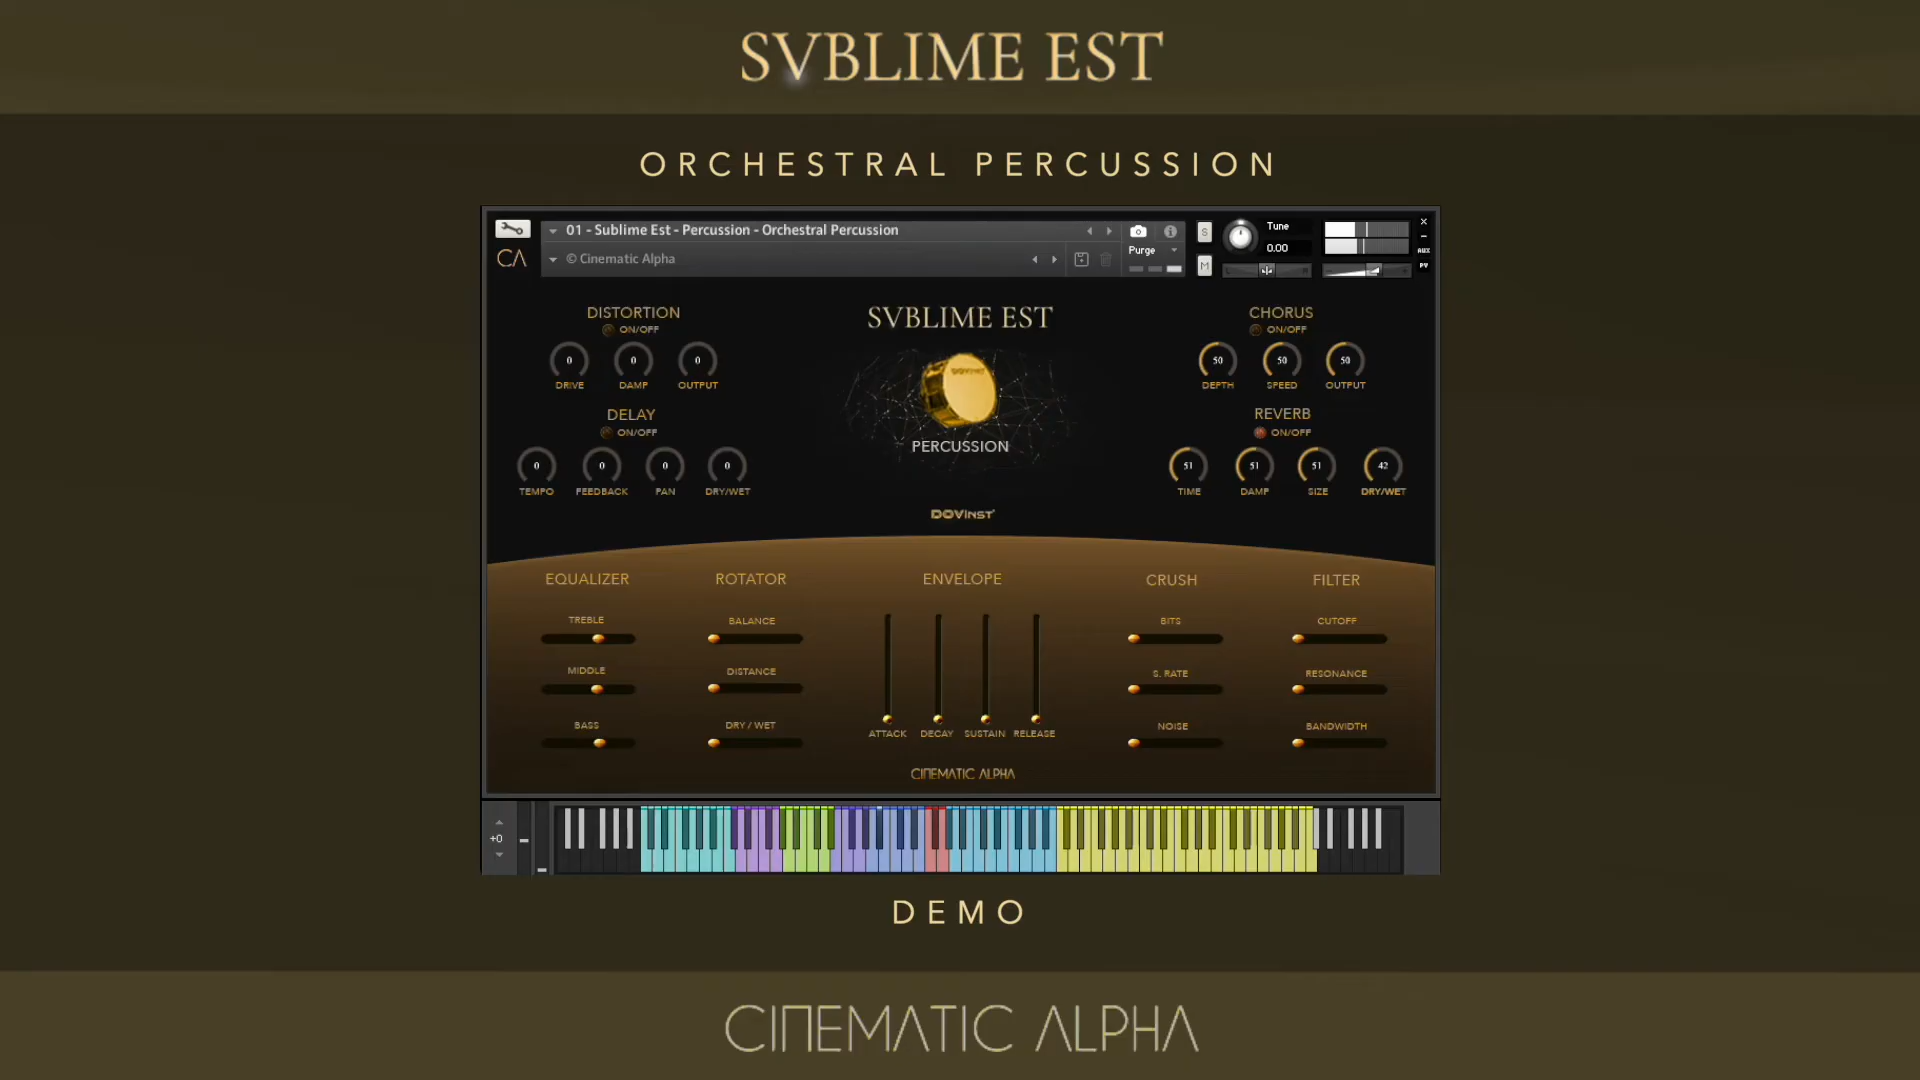 SVBLIME EST
ORCHESTRAL PERCUSSION
01 - Sublime Est - Percussion - Orchestral Percussion
© Cinematic Alpha
CA
Purge
S
M
Tune
0.00
AUX
PV
DISTORTION
ON/OFF
0 0 0
DRIVE DAMP OUTPUT
DELAY
ON/OFF
0 0 0 0
TEMPO FEEDBACK PAN DRY/WET
SVBLIME EST
DOVINST
PERCUSSION
DOVINST
CHORUS
ON/OFF
50 50 50
DEPTH SPEED OUTPUT
REVERB
ON/OFF
51 51 51 42
TIME DAMP SIZE DRY/WET
EQUALIZER
TREBLE
MIDDLE
BASS
ROTATOR
BALANCE
DISTANCE
DRY / WET
ENVELOPE
ATTACK DECAY SUSTAIN RELEASE
CRUSH
BITS
S. RATE
NOISE
FILTER
CUTOFF
RESONANCE
BANDWIDTH
CINEMATIC ALPHA
+0
DEMO
CINEMATIC ALPHA